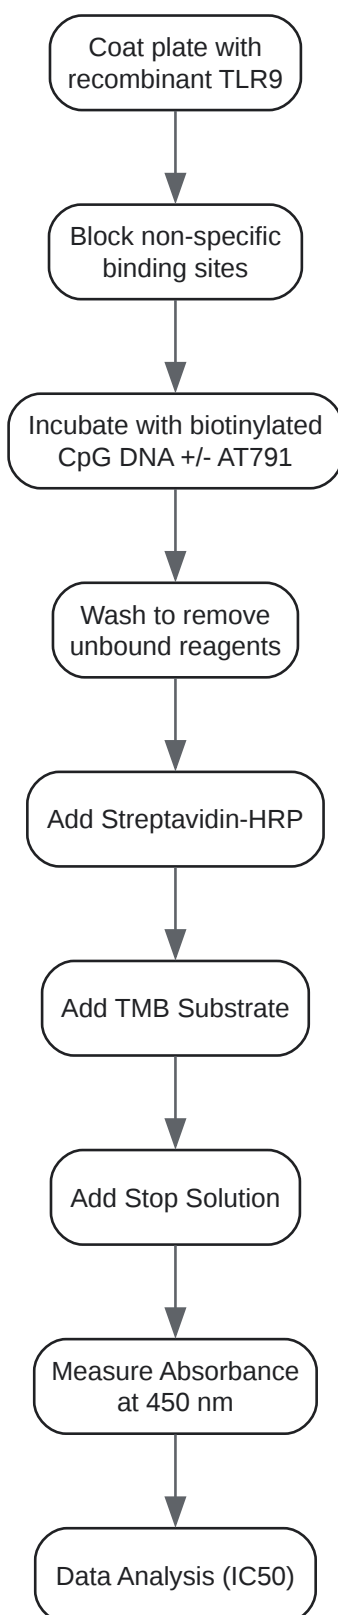 Coat plate with
recombinant TLR9
Block non-specific
binding sites
Incubate with biotinylated
CpG DNA +/- AT791
Wash to remove
unbound reagents
Add Streptavidin-HRP
Add TMB Substrate
Add Stop Solution
Measure Absorbance
at 450 nm
Data Analysis (IC50)